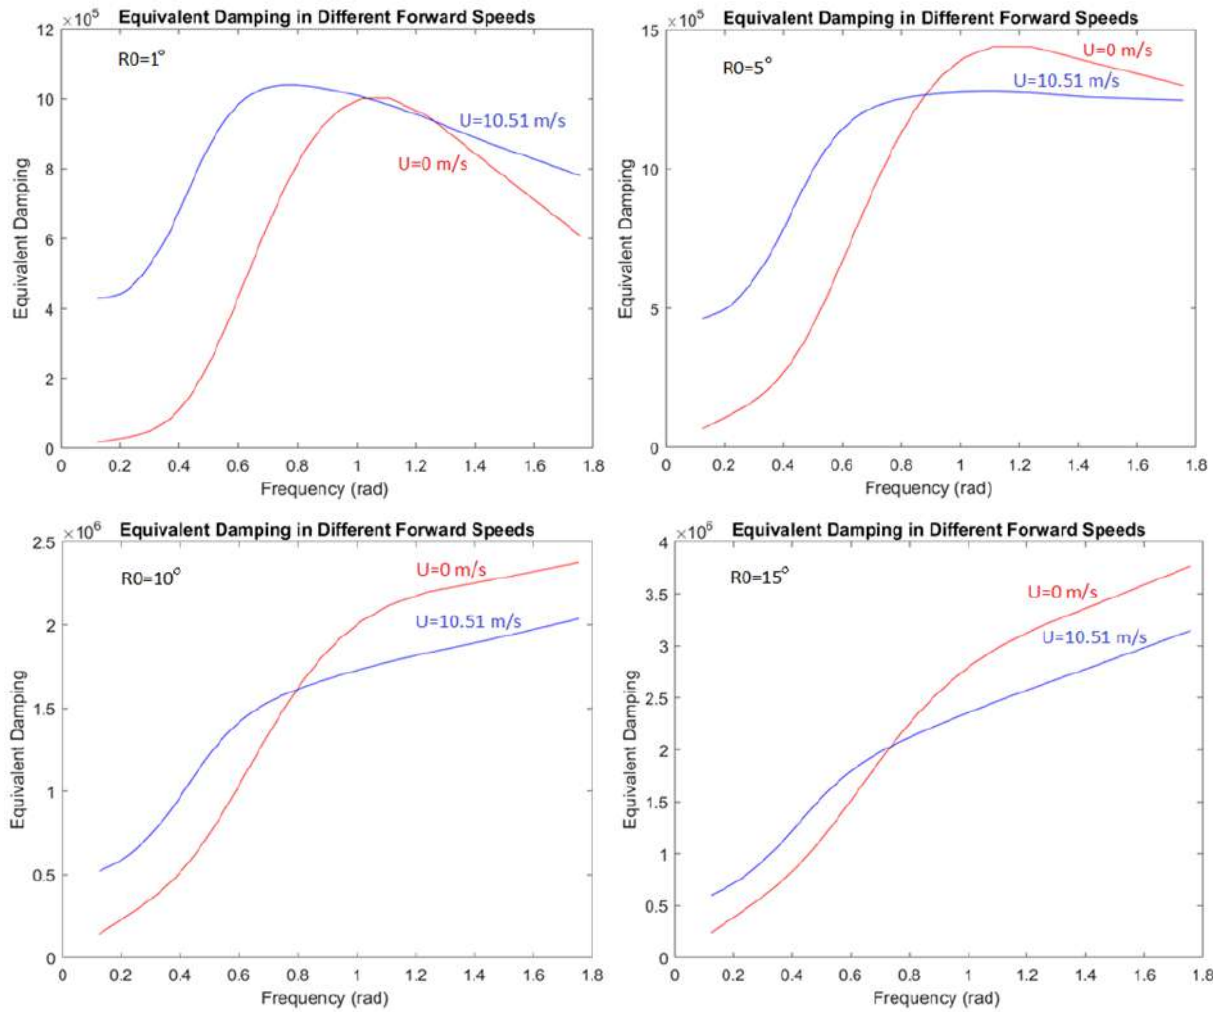 Equivalent Damping in Different Forward Speeds
×10⁵
R0=1°
U=10.51 m/s
U=0 m/s
Equivalent Damping
12
10
8
6
4
2
0
0 0.2 0.4 0.6 0.8 1 1.2 1.4 1.6 1.8
Frequency (rad)
Equivalent Damping in Different Forward Speeds
×10⁵
R0=5°
U=0 m/s
U=10.51 m/s
Equivalent Damping
15
10
5
0
0 0.2 0.4 0.6 0.8 1 1.2 1.4 1.6 1.8
Frequency (rad)
Equivalent Damping in Different Forward Speeds
×10⁶
R0=10°
U=0 m/s
U=10.51 m/s
Equivalent Damping
2.5
2
1.5
1
0.5
0
0 0.2 0.4 0.6 0.8 1 1.2 1.4 1.6 1.8
Frequency (rad)
Equivalent Damping in Different Forward Speeds
×10⁶
R0=15°
U=0 m/s
U=10.51 m/s
Equivalent Damping
4
3.5
3
2.5
2
1.5
1
0.5
0
0 0.2 0.4 0.6 0.8 1 1.2 1.4 1.6 1.8
Frequency (rad)